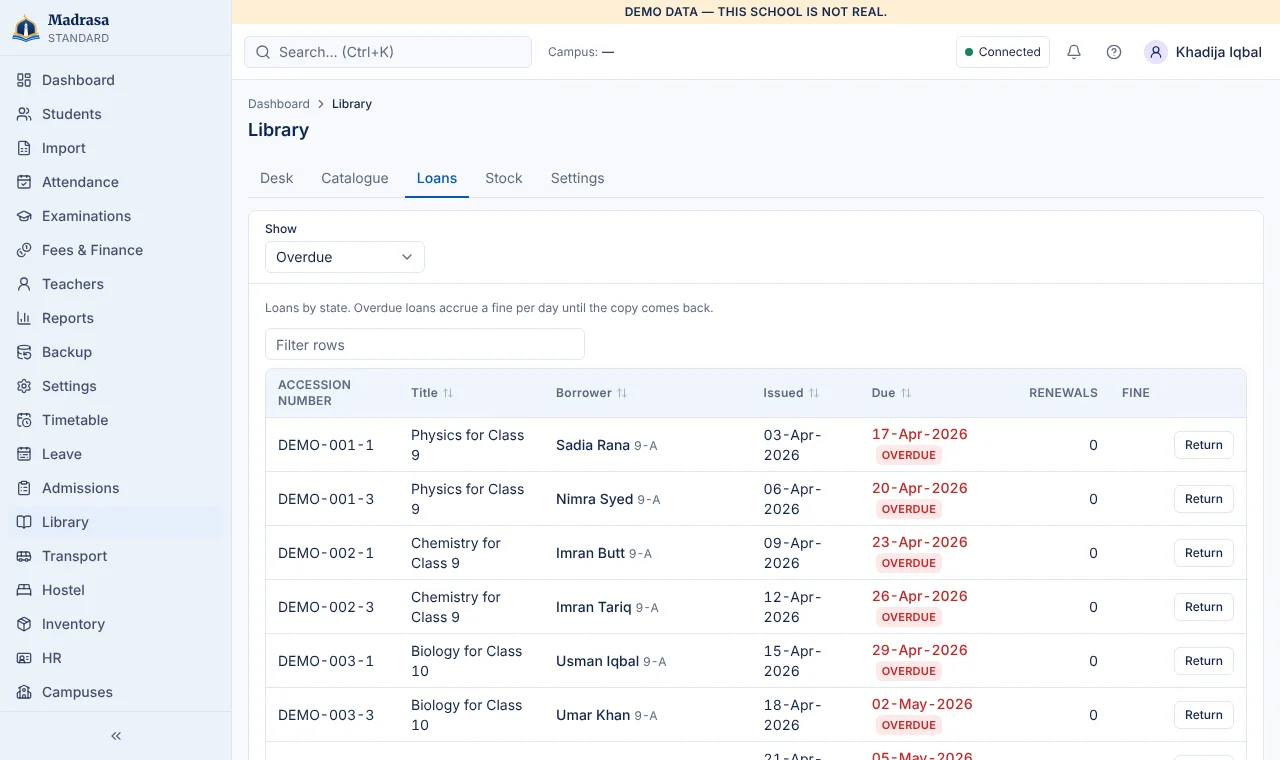 DEMO DATA — THIS SCHOOL IS NOT REAL.
Madrasa
STANDARD
Search... (Ctrl+K)
Campus: —
Connected
Khadija Iqbal
Dashboard
Students
Import
Attendance
Examinations
Fees & Finance
Teachers
Reports
Backup
Settings
Timetable
Leave
Admissions
Library
Transport
Hostel
Inventory
HR
Campuses
«
Dashboard > Library
Library
Desk Catalogue Loans Stock Settings
Show
Overdue
Loans by state. Overdue loans accrue a fine per day until the copy comes back.
Filter rows
ACCESSION NUMBER Title Borrower Issued Due RENEWALS FINE
DEMO-001-1 Physics for Class 9 Sadia Rana 9-A 03-Apr-2026 17-Apr-2026 OVERDUE 0 Return
DEMO-001-3 Physics for Class 9 Nimra Syed 9-A 06-Apr-2026 20-Apr-2026 OVERDUE 0 Return
DEMO-002-1 Chemistry for Class 9 Imran Butt 9-A 09-Apr-2026 23-Apr-2026 OVERDUE 0 Return
DEMO-002-3 Chemistry for Class 9 Imran Tariq 9-A 12-Apr-2026 26-Apr-2026 OVERDUE 0 Return
DEMO-003-1 Biology for Class 10 Usman Iqbal 9-A 15-Apr-2026 29-Apr-2026 OVERDUE 0 Return
DEMO-003-3 Biology for Class 10 Umar Khan 9-A 18-Apr-2026 02-May-2026 OVERDUE 0 Return
21-Apr- 05-May-2026